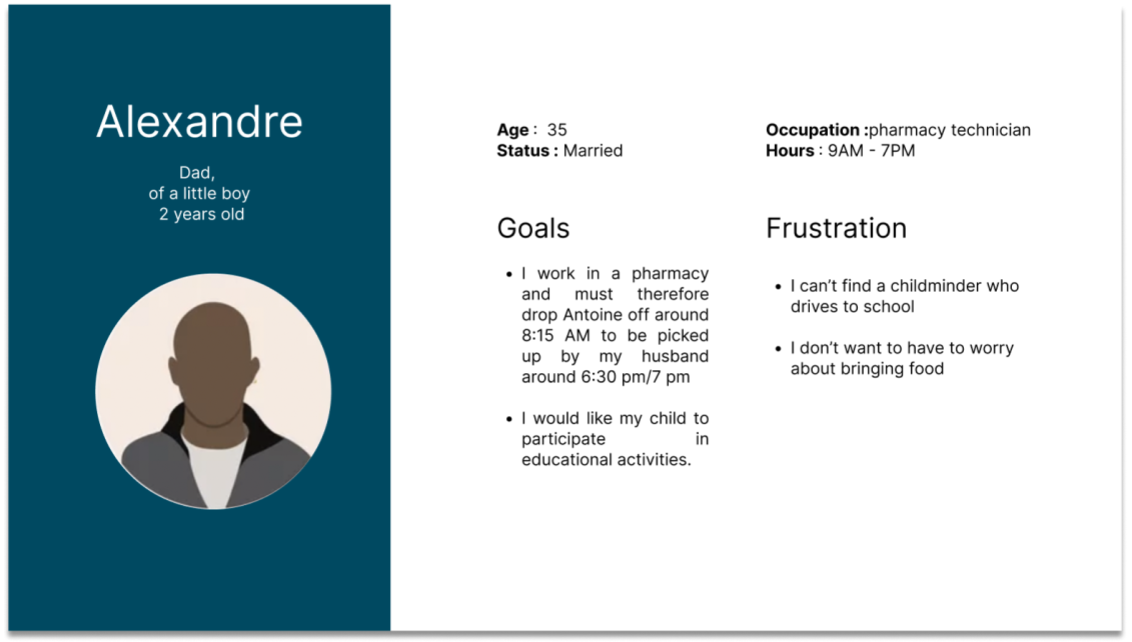 Alexandre
Dad,
of a little boy
2 years old
Age : 35
Status : Married
Occupation :pharmacy technician
Hours : 9AM - 7PM
Goals
• I work in a pharmacy
and must therefore
drop Antoine off around
8:15 AM to be picked
up by my husband
around 6:30 pm/7 pm
• I would like my child to
participate in
educational activities.
Frustration
• I can’t find a childminder who
drives to school
• I don’t want to have to worry
about bringing food